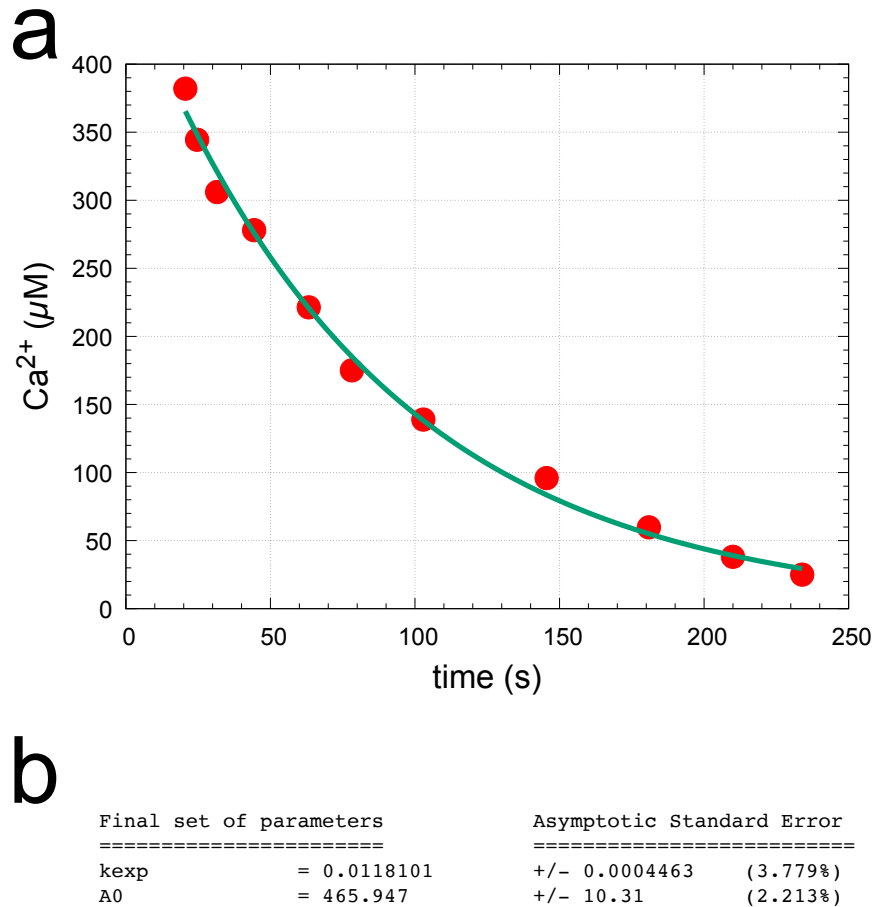 a
400
350
300
250
200
150
100
50
0
Ca²⁺ (µM)
0 50 100 150 200 250
time (s)
b
Final set of parameters Asymptotic Standard Error
======================= ==========================
kexp = 0.0118101 +/- 0.0004463 (3.779%)
A0 = 465.947 +/- 10.31 (2.213%)